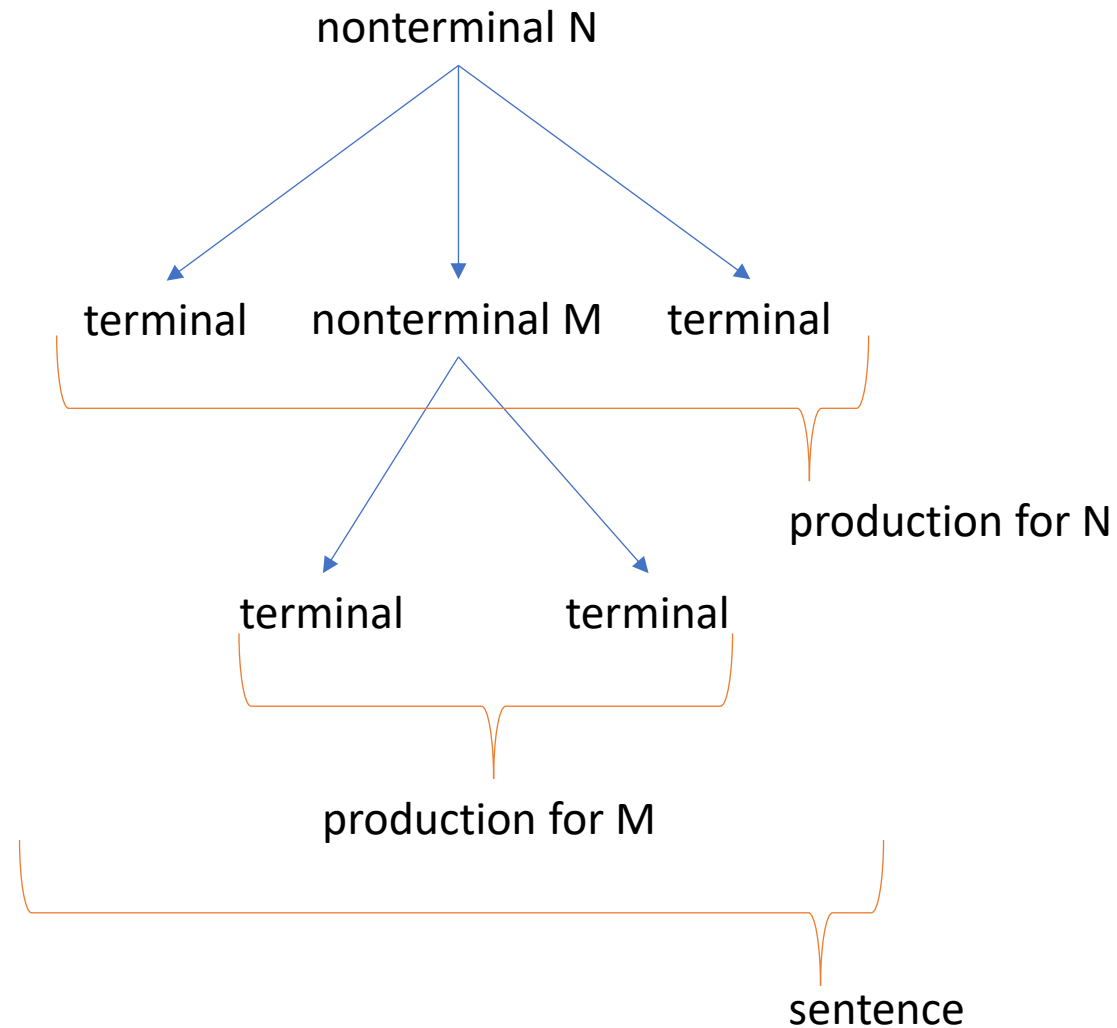 nonterminal N
terminal nonterminal M terminal
production for N
terminal terminal
production for M
sentence